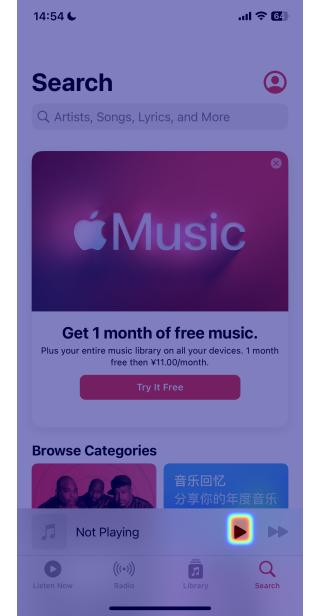 14:54
64
Search
Artists, Songs, Lyrics, and More
Music
Get 1 month of free music.
Plus your entire music library on all your devices. 1 month
free then ¥11.00/month.
Try It Free
Browse Categories
音乐回忆
分享你的年度音乐
Not Playing
Listen Now
Radio
Library
Search